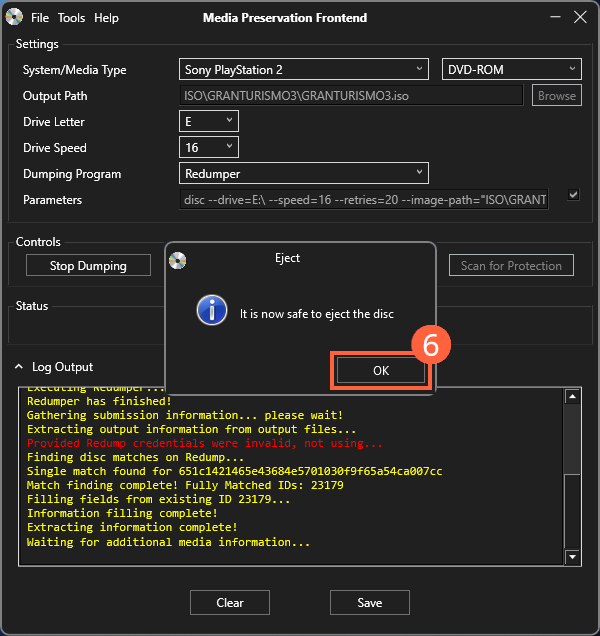 File Tools Help Media Preservation Frontend
Settings
System/Media Type Sony PlayStation 2 DVD-ROM
Output Path ISO\GRANTURISMO3\GRANTURISMO3.iso Browse
Drive Letter E
Drive Speed 16
Dumping Program Redumper
Parameters disc --drive=E:\ --speed=16 --retries=20 --image-path="ISO\GRANT
Controls
Stop Dumping
Scan for Protection
Eject
It is now safe to eject the disc
6
OK
Status
Log Output
Executing Redumper...
Redumper has finished!
Gathering submission information... please wait!
Extracting output information from output files...
Provided Redump credentials were invalid, not using...
Finding disc matches on Redump...
Single match found for 651c1421465e43684e5701030f9f65a54ca007cc
Match finding complete! Fully Matched IDs: 23179
Filling fields from existing ID 23179...
Information filling complete!
Extracting information complete!
Waiting for additional media information...
Clear Save